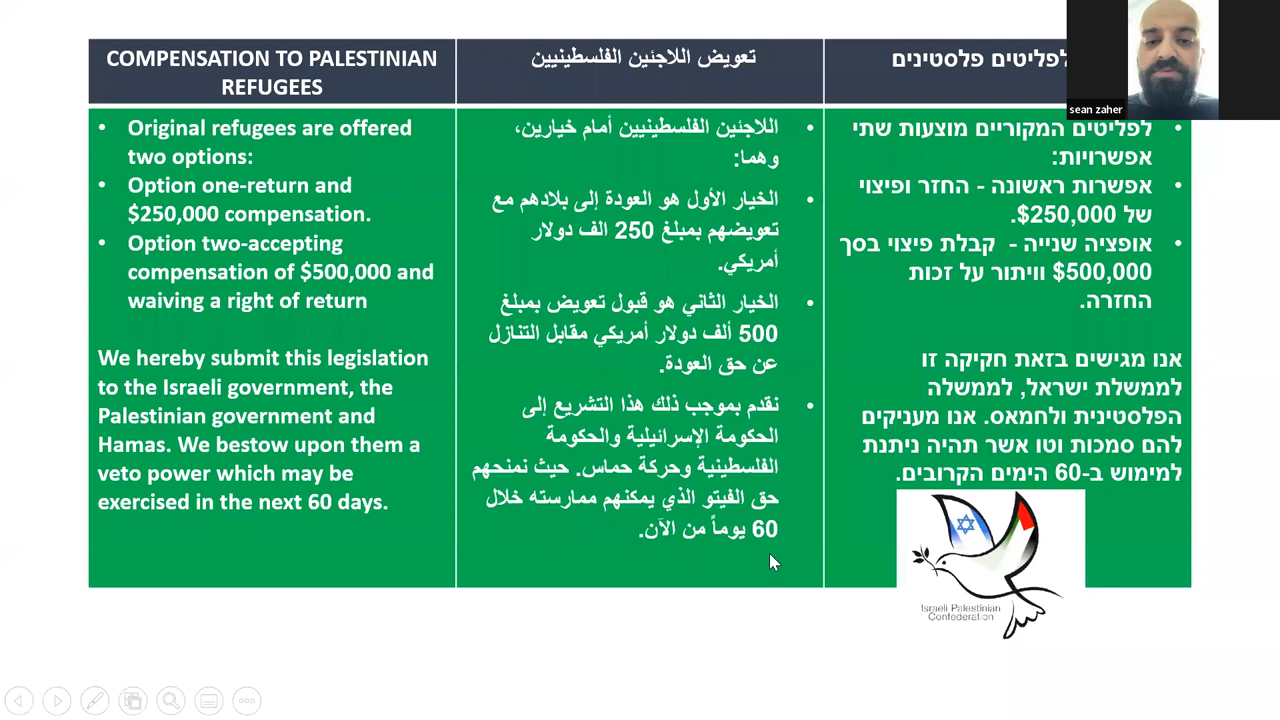 COMPENSATION TO PALESTINIAN
REFUGEES
• Original refugees are offered
two options:
• Option one-return and
$250,000 compensation.
• Option two-accepting
compensation of $500,000 and
waiving a right of return
We hereby submit this legislation
to the Israeli government, the
Palestinian government and
Hamas. We bestow upon them a
veto power which may be
exercised in the next 60 days.
تعويض اللاجئين الفلسطينيين
• اللاجئين الفلسطينيين أمام خيارين،
وهما:
• الخيار الأول هو العودة إلى بلادهم مع
تعويضهم بمبلغ 250 الف دولار
أمريكي.
• الخيار الثاني هو قبول تعويض بمبلغ
500 ألف دولار أمريكي مقابل التنازل
عن حق العودة.
• نقدم بموجب ذلك هذا التشريع إلى
الحكومة الإسرائيلية والحكومة
الفلسطينية وحركة حماس. حيث نمنحهم
حق الفيتو الذي يمكنهم ممارسته خلال
60 يوماً من الآن.
לפליטים פלסטינים
• לפליטים המקוריים מוצעות שתי
אפשרויות:
• אפשרות ראשונה - החזר ופיצוי
של 250,000$.
• אופציה שנייה - קבלת פיצוי בסך
500,000$ וויתור על זכות
החזרה.
אנו מגישים בזאת חקיקה זו
לממשלת ישראל, לממשלה
הפלסטינית ולחמאס. אנו מעניקים
להם סמכות וטו אשר תהיה ניתנת
למימוש ב-60 הימים הקרובים.
Israeli Palestinian
Confederation
sean zaher